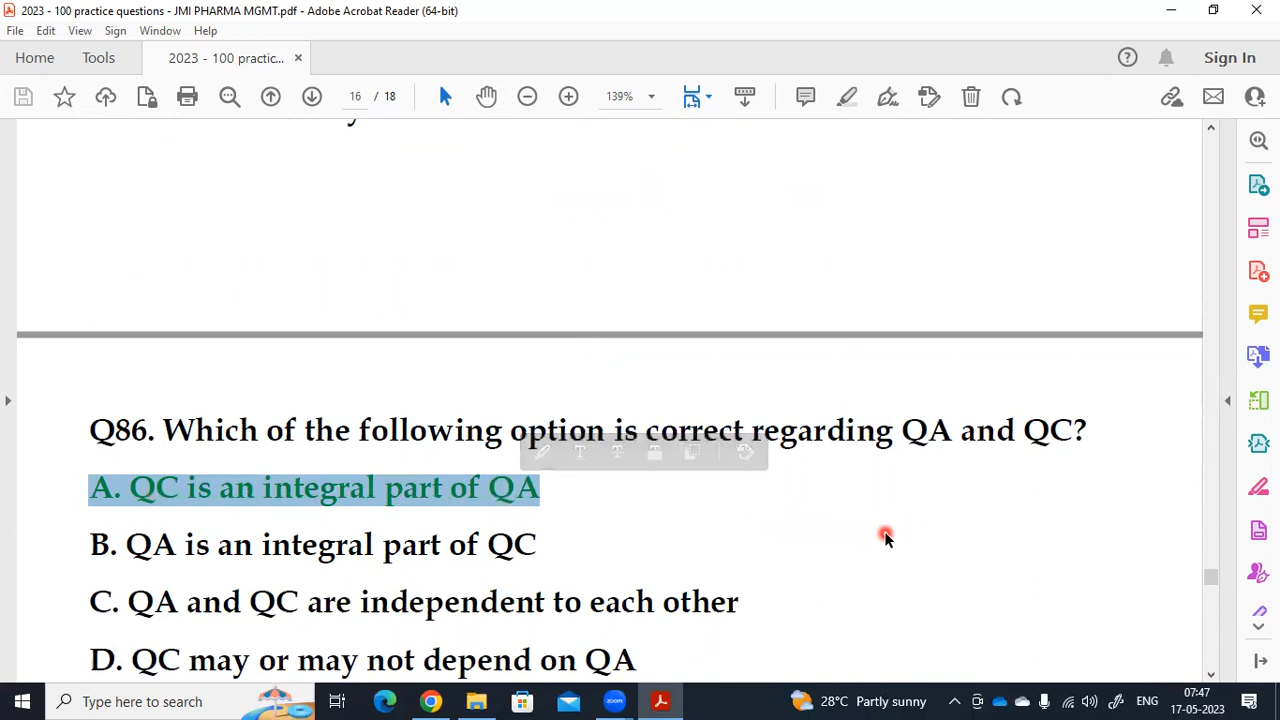 2023 - 100 practice questions - JMI PHARMA MGMT.pdf - Adobe Acrobat Reader (64-bit)
File Edit View Sign Window Help
Home Tools 2023 - 100 practic... × Sign In
16 / 18 139%
Q86. Which of the following option is correct regarding QA and QC?
A. QC is an integral part of QA
B. QA is an integral part of QC
C. QA and QC are independent to each other
D. QC may or may not depend on QA
Type here to search 28°C Partly sunny ENG 07:47
17-05-2023